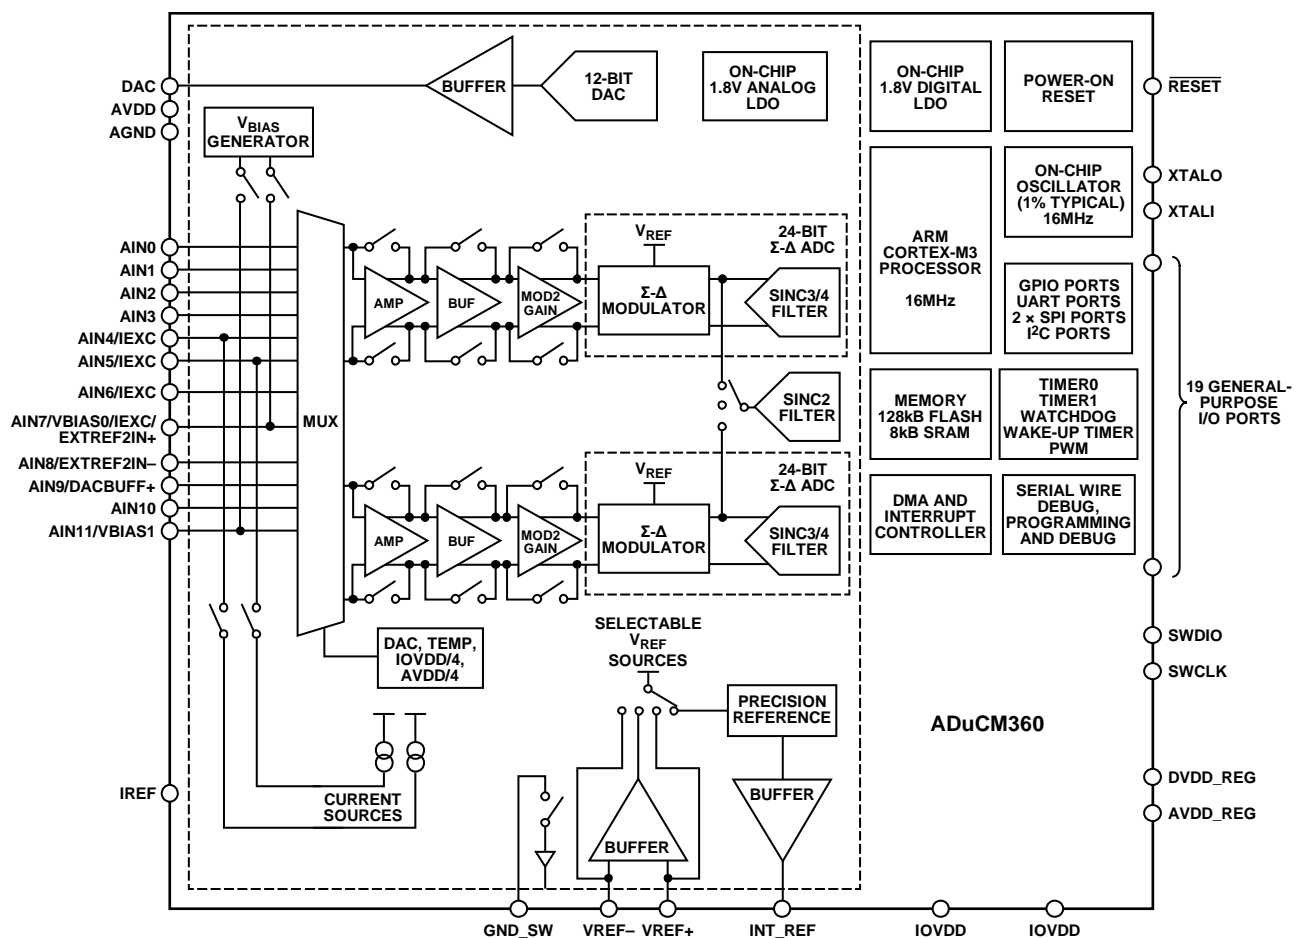 DAC
AVDD
AGND
BUFFER
12-BIT
DAC
ON-CHIP
1.8V ANALOG
LDO
ON-CHIP
1.8V DIGITAL
LDO
POWER-ON
RESET
RESET
VBIAS
GENERATOR
ARM
CORTEX-M3
PROCESSOR
16MHz
ON-CHIP
OSCILLATOR
(1% TYPICAL)
16MHz
XTALO
XTALI
AIN0
AIN1
AIN2
AIN3
AIN4/IEXC
AIN5/IEXC
AIN6/IEXC
AIN7/VBIAS0/IEXC/
EXTREF2IN+
AIN8/EXTREF2IN–
AIN9/DACBUFF+
AIN10
AIN11/VBIAS1
MUX
AMP
BUF
MOD2
GAIN
VREF
Σ-Δ
MODULATOR
24-BIT
Σ-Δ ADC
SINC3/4
FILTER
GPIO PORTS
UART PORTS
2 × SPI PORTS
I2C PORTS
SINC2
FILTER
MEMORY
128kB FLASH
8kB SRAM
TIMER0
TIMER1
WATCHDOG
WAKE-UP TIMER
PWM
19 GENERAL-
PURPOSE
I/O PORTS
AMP
BUF
MOD2
GAIN
VREF
Σ-Δ
MODULATOR
24-BIT
Σ-Δ ADC
SINC3/4
FILTER
DMA AND
INTERRUPT
CONTROLLER
SERIAL WIRE
DEBUG,
PROGRAMMING
AND DEBUG
DAC, TEMP,
IOVDD/4,
AVDD/4
SELECTABLE
VREF
SOURCES
PRECISION
REFERENCE
SWDIO
SWCLK
ADuCM360
IREF
CURRENT
SOURCES
BUFFER
BUFFER
DVDD_REG
AVDD_REG
GND_SW
VREF–
VREF+
INT_REF
IOVDD
IOVDD